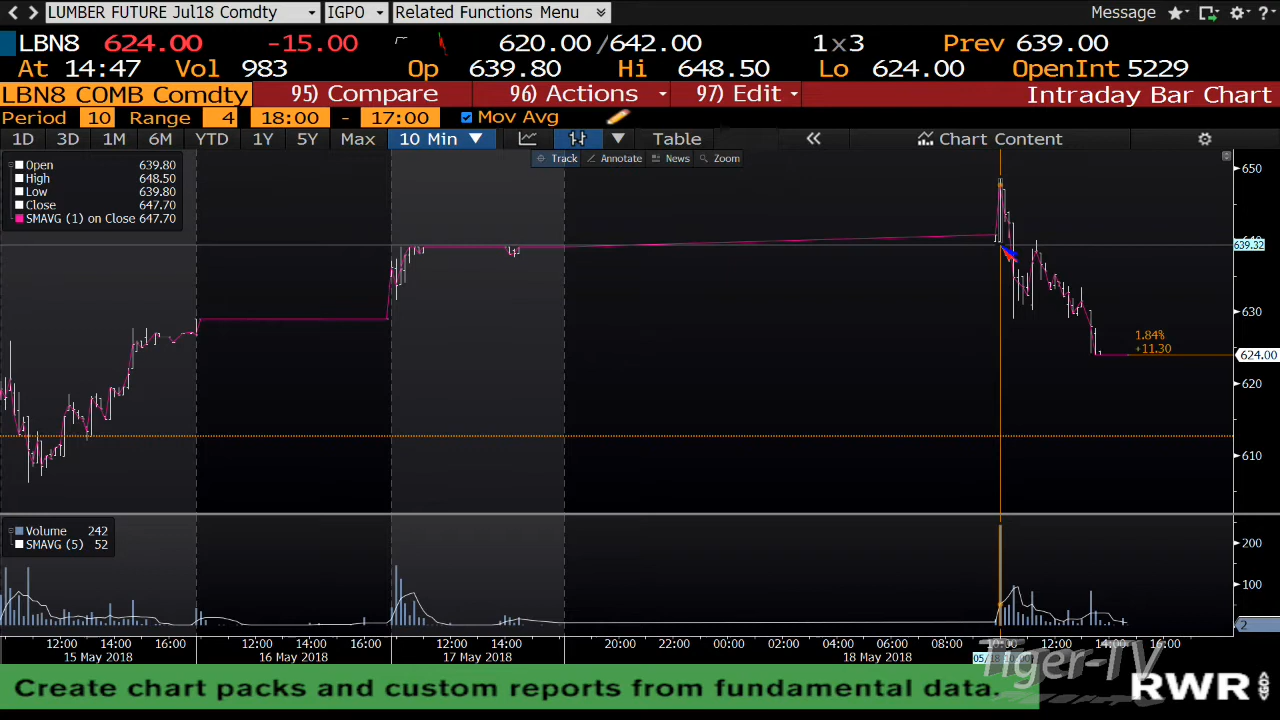 LUMBER FUTURE Jul18 Comdty IGPO Related Functions Menu Message
LBN8 624.00 -15.00 620.00 /642.00 1x3 Prev 639.00
At 14:47 Vol 983 Op 639.80 Hi 648.50 Lo 624.00 OpenInt 5229
LBN8 COMB Comdty 95) Compare 96) Actions 97) Edit Intraday Bar Chart
Period 10 Range 4 18:00 - 17:00 Mov Avg
1D 3D 1M 6M YTD 1Y 5Y Max 10 Min Table Chart Content
Track Annotate News Zoom
Open 639.80
High 648.50
Low 639.80
Close 647.70
SMAVG (1) on Close 647.70
650
639.32
630
1.84%
+11.30
624.00
620
610
Volume 242
SMAVG (5) 52
200
100
2
12:00 14:00 16:00 12:00 14:00 16:00 12:00 14:00 20:00 22:00 00:00 02:00 04:00 06:00 08:00 10:00 12:00 14:00 16:00
15 May 2018 16 May 2018 17 May 2018 18 May 2018
Tiger-TV
Create chart packs and custom reports from fundamental data.
RWR